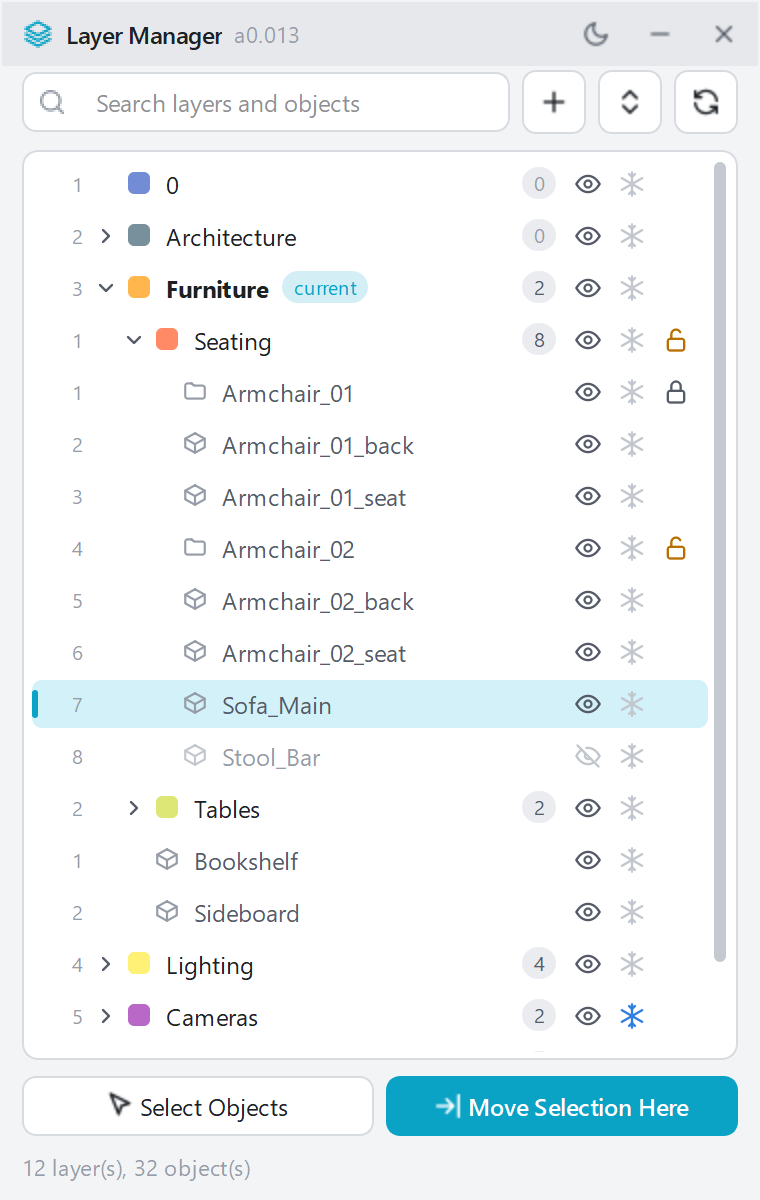 Layer Manager a0.013
Search layers and objects
1 0 0
2 Architecture 0
3 Furniture current 2
1 Seating 8
1 Armchair_01
2 Armchair_01_back
3 Armchair_01_seat
4 Armchair_02
5 Armchair_02_back
6 Armchair_02_seat
7 Sofa_Main
8 Stool_Bar
2 Tables 2
1 Bookshelf
2 Sideboard
4 Lighting 4
5 Cameras 2
Select Objects Move Selection Here
12 layer(s), 32 object(s)